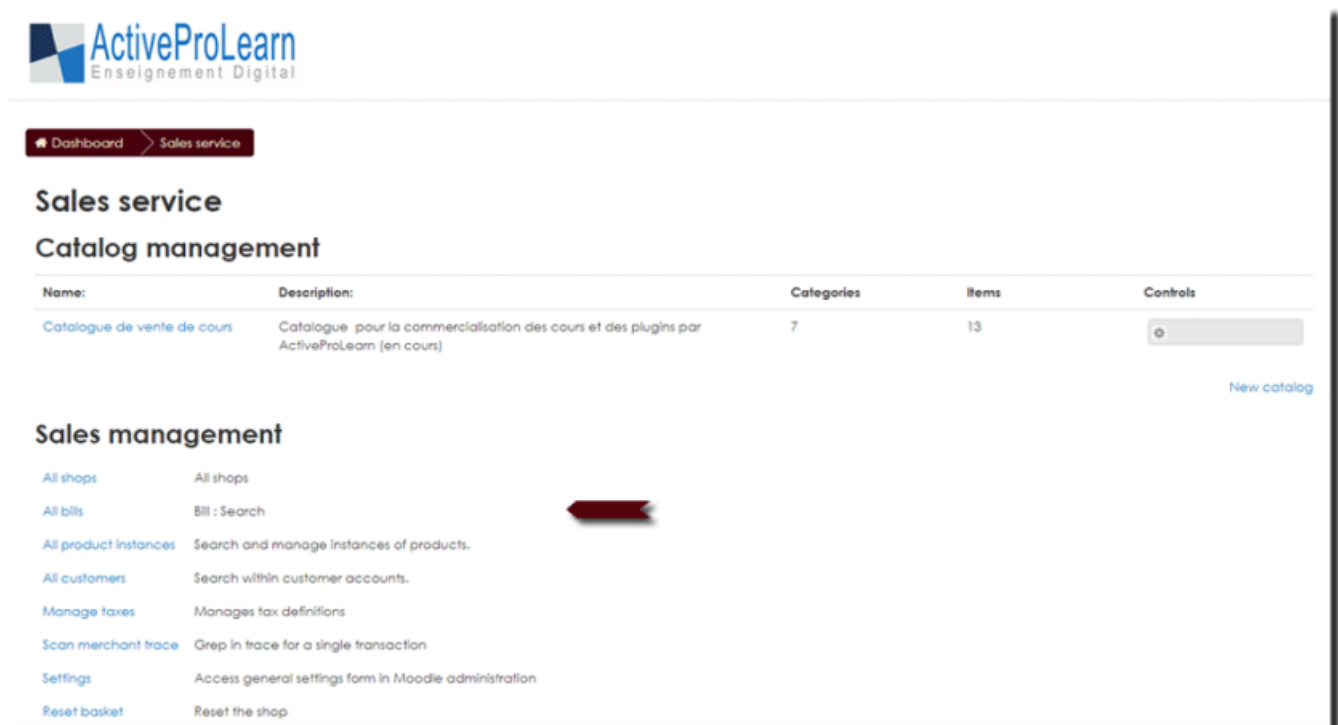 ActiveProLearn
Enseignement Digital
Dashboard Sales service
Sales service
Catalog management
Name: Description: Categories Items Controls
Catalogue de vente de cours Catalogue pour la commercialisation des cours et des plugins par 7 13
ActiveProLearn (en cours)
New catalog
Sales management
All shops All shops
All bills Bill : Search
All product instances Search and manage instances of products.
All customers Search within customer accounts.
Manage taxes Manages tax definitions
Scan merchant trace Grep in trace for a single transaction
Settings Access general settings form in Moodle administration
Reset basket Reset the shop